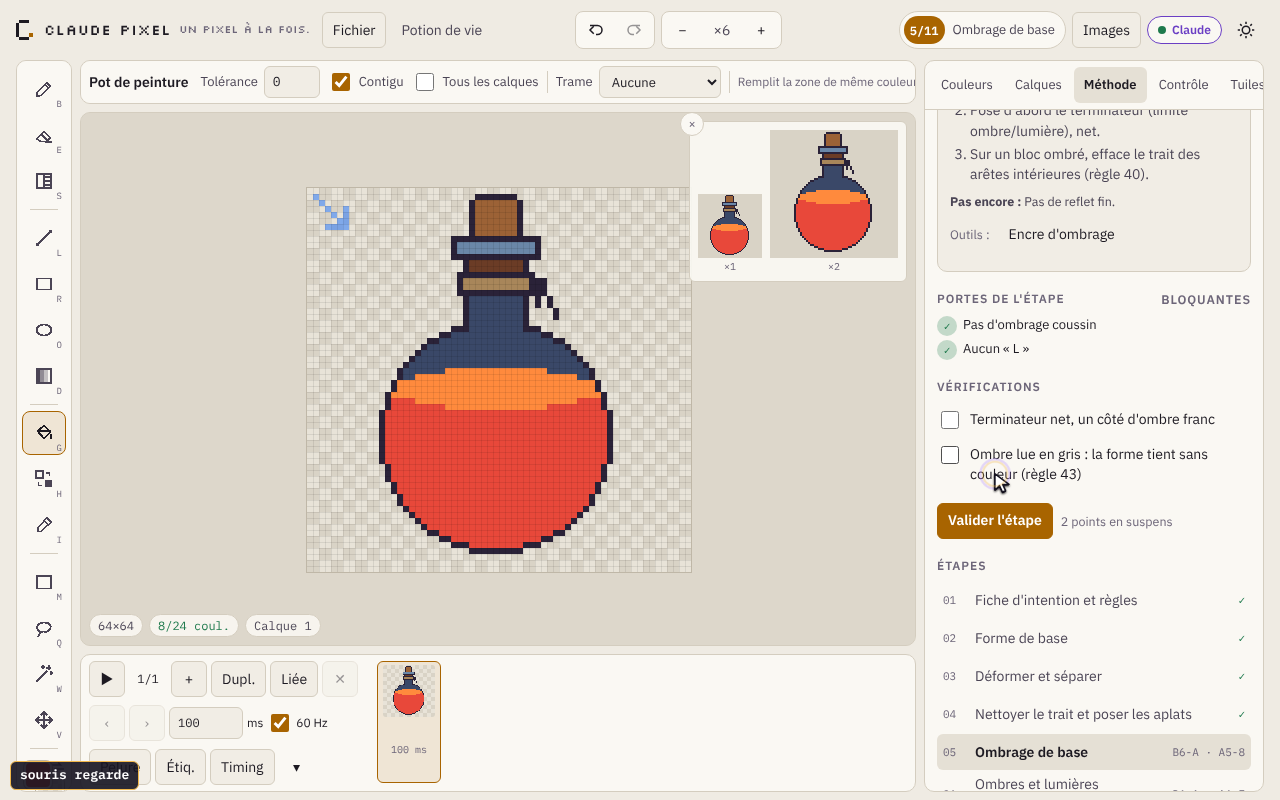 CLAUDE PIXEL UN PIXEL À LA FOIS. Fichier Potion de vie − ×6 + 5/11 Ombrage de base Images Claude
Pot de peinture Tolérance 0 Contigu Tous les calques Trame Aucune Remplit la zone de même couleur
Couleurs Calques Méthode Contrôle Tuiles
B
E
S
L
R
O
D
G
H
I
M
Q
W
V
×
×1 ×2
64×64 8/24 coul. Calque 1
2. Pose d'abord le terminateur (limite
ombre/lumière), net.
3. Sur un bloc ombré, efface le trait des
arêtes intérieures (règle 40).
Pas encore : Pas de reflet fin.
Outils : Encre d'ombrage
PORTES DE L'ÉTAPE BLOQUANTES
✓ Pas d'ombrage coussin
✓ Aucun « L »
VÉRIFICATIONS
Terminateur net, un côté d'ombre franc
Ombre lue en gris : la forme tient sans
couleur (règle 43)
Valider l'étape 2 points en suspens
ÉTAPES
01 Fiche d'intention et règles ✓
02 Forme de base ✓
03 Déformer et séparer ✓
04 Nettoyer le trait et poser les aplats ✓
05 Ombrage de base B6-A · A5-8
Ombres et lumières
1/1 + Dupl. Liée ×
‹ › 100 ms 60 Hz
Étiq. Timing ▼
100 ms
souris regarde